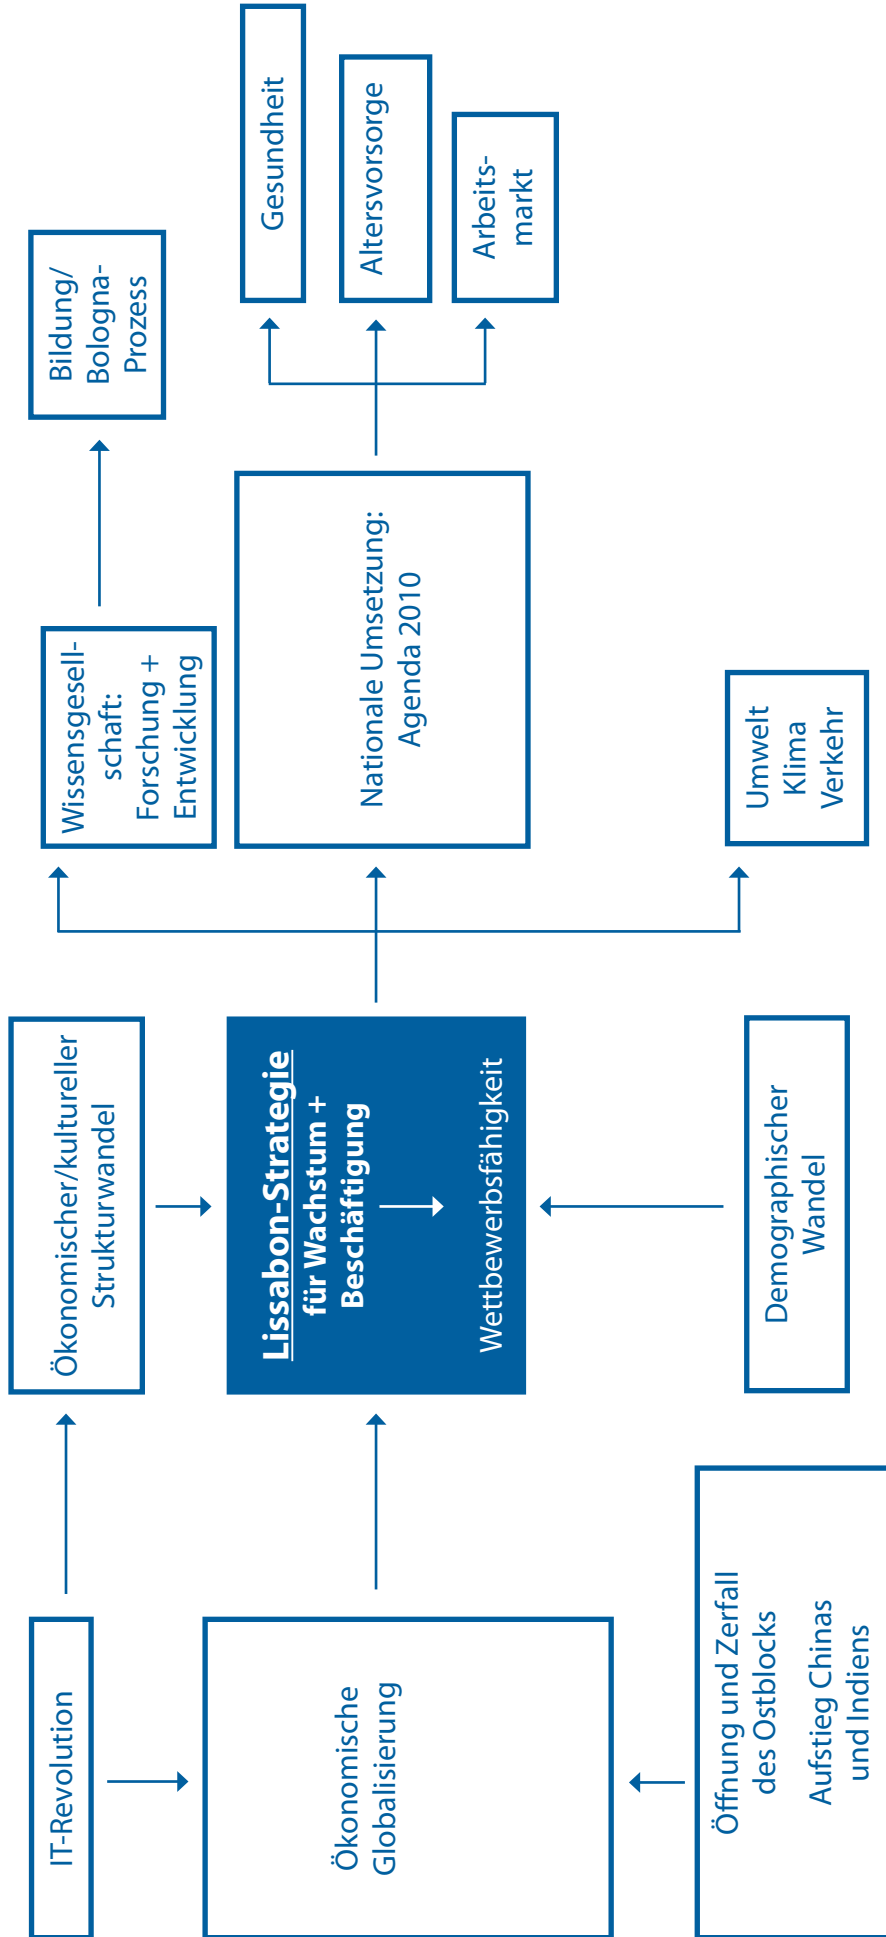 IT-Revolution
Ökonomische
Globalisierung
Öffnung und Zerfall
des Ostblocks
Aufstieg Chinas
und Indiens
Ökonomischer/kultureller
Strukturwandel
Lissabon-Strategie
für Wachstum +
Beschäftigung
Wettbewerbsfähigkeit
Demographischer
Wandel
Wissensgesell-
schaft:
Forschung +
Entwicklung
Nationale Umsetzung:
Agenda 2010
Umwelt
Klima
Verkehr
Bildung/
Bologna-
Prozess
Gesundheit
Altersvorsorge
Arbeits-
markt